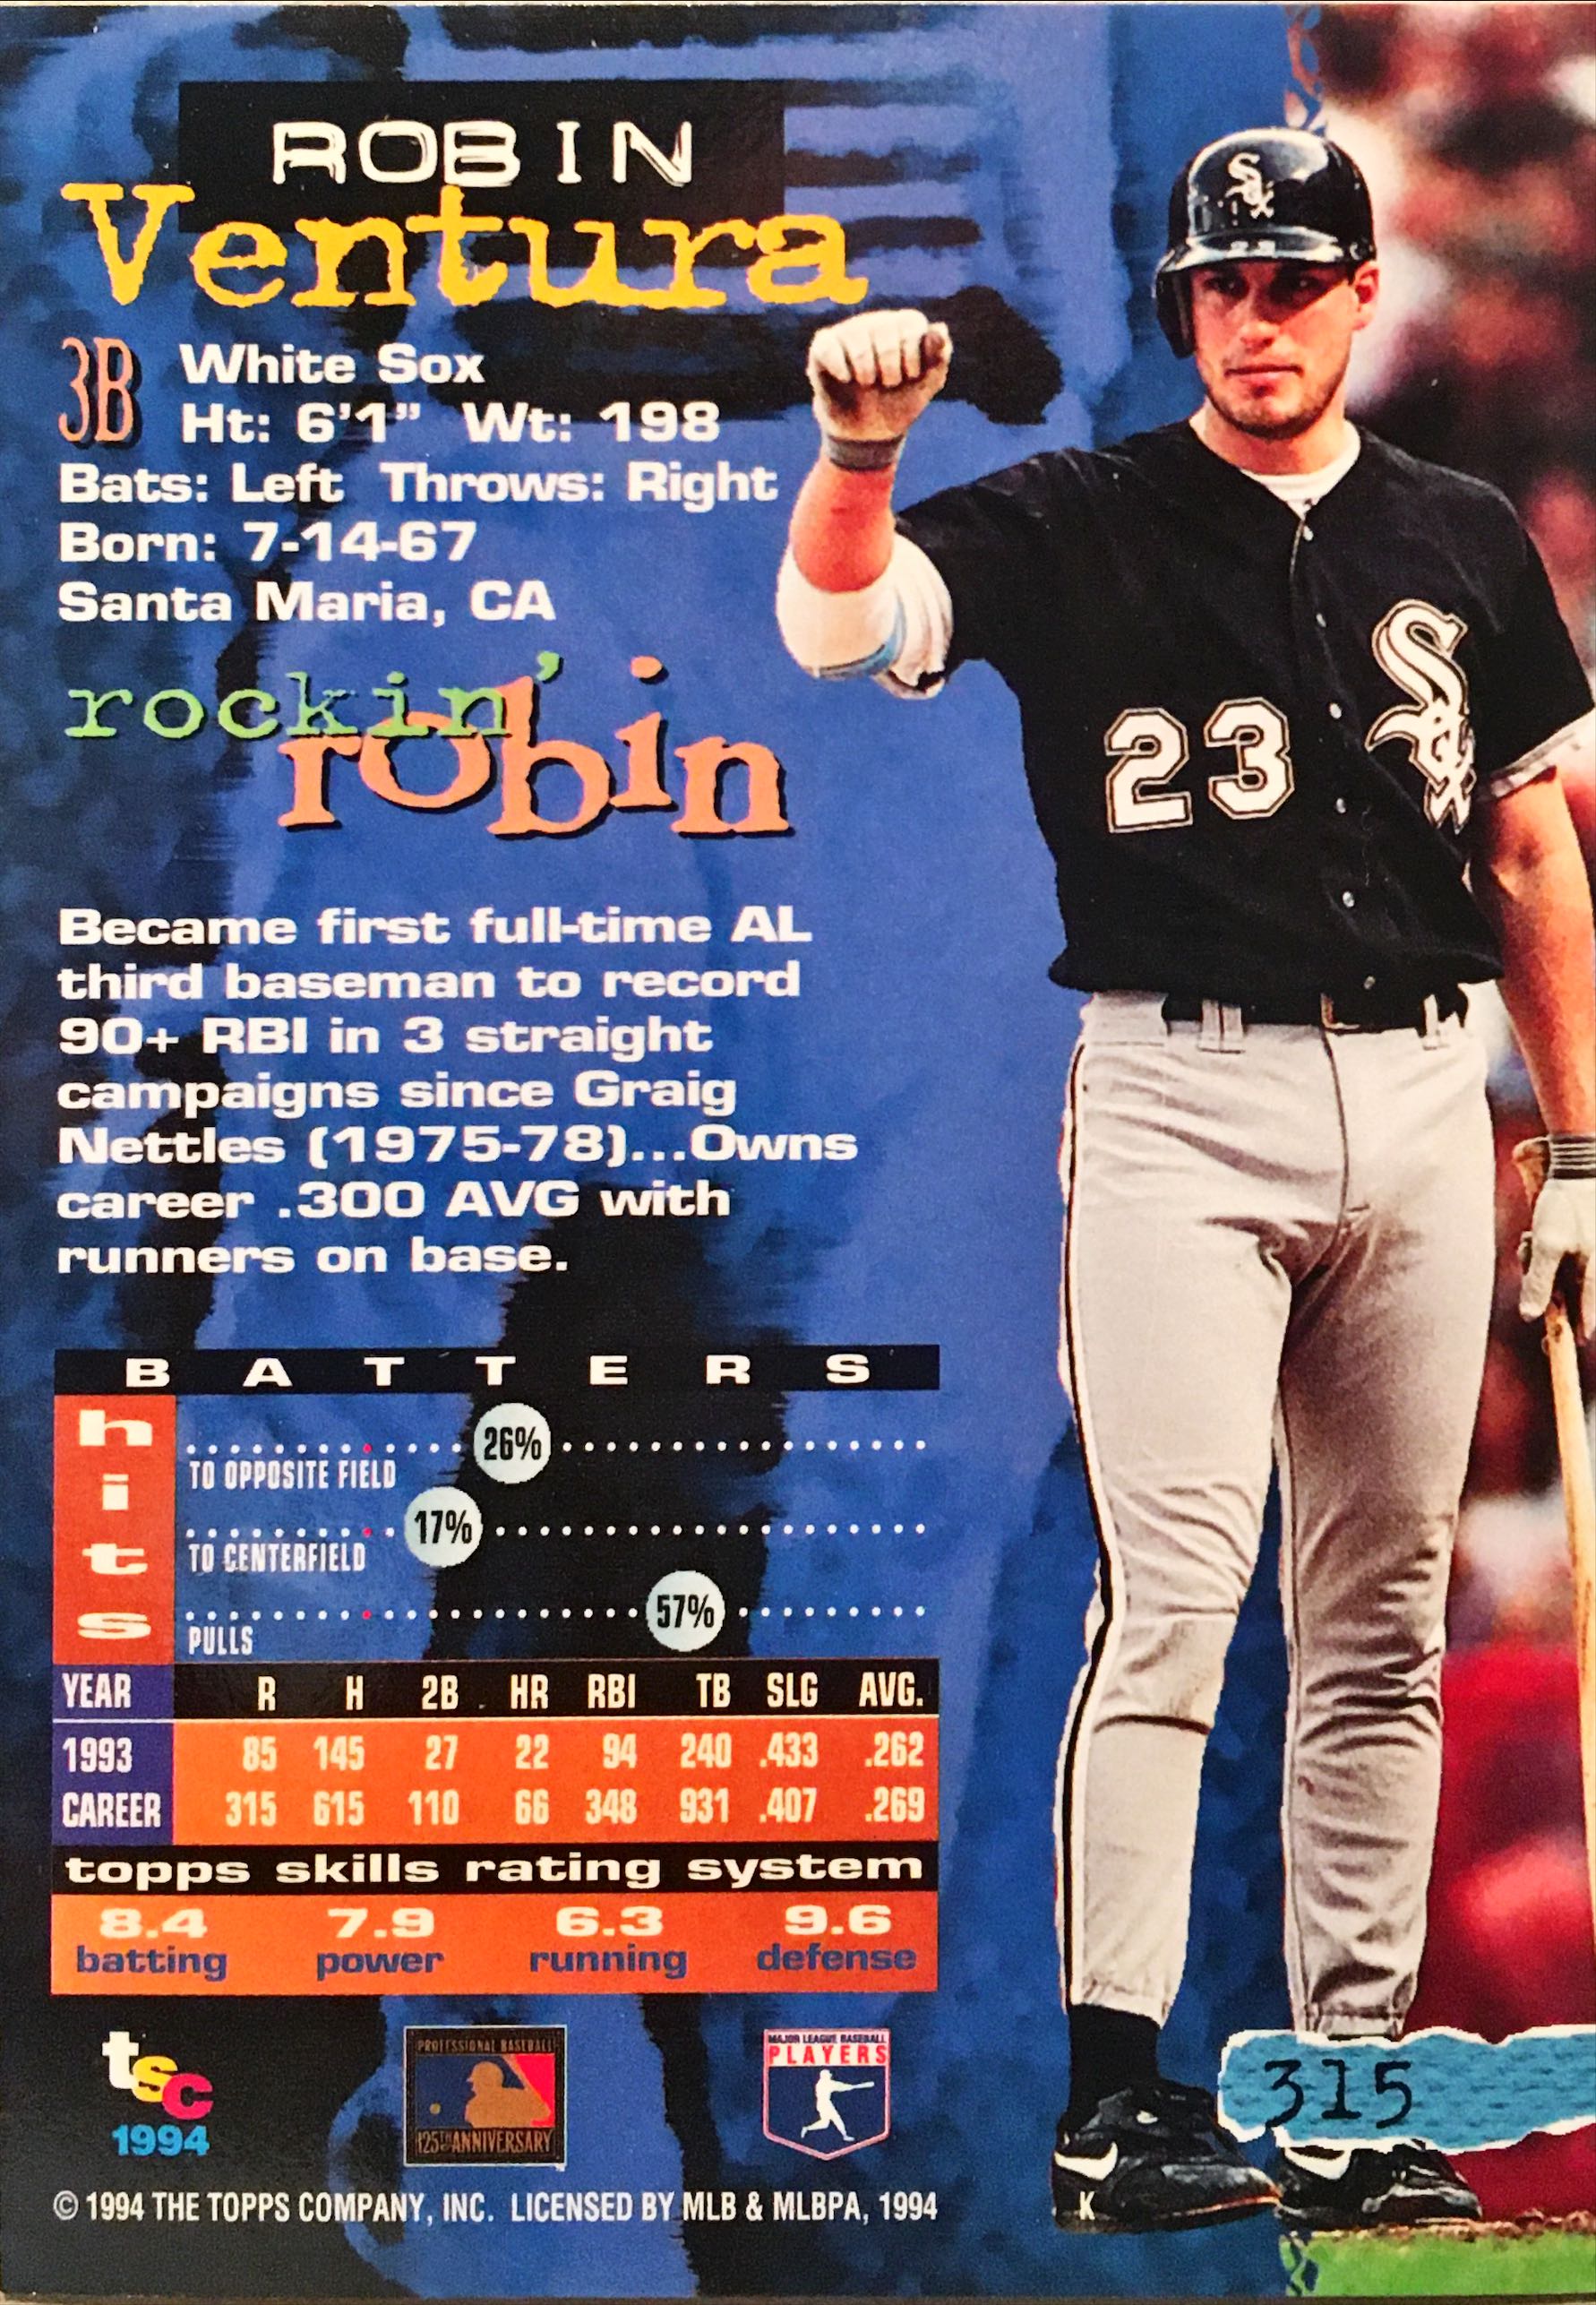 ROBIN
Ventura
3B
White Sox
Ht: 6'1" Wt: 198
Bats: Left Throws: Right
Born: 7-14-67
Santa Maria, CA
rockin'
robin
Became first full-time AL
third baseman to record
90+ RBI in 3 straight
campaigns since Graig
Nettles (1975-78)...Owns
career .300 AVG with
runners on base.
BATTERS
hits
26%
TO OPPOSITE FIELD
17%
TO CENTERFIELD
57%
PULLS
YEAR R H 2B HR RBI TB SLG AVG.
1993 85 145 27 22 94 240 .433 .262
CAREER 315 615 110 66 348 931 .407 .269
topps skills rating system
8.4 7.9 6.3 9.6
batting power running defense
tsc
1994
PROFESSIONAL BASEBALL
125TH ANNIVERSARY
MAJOR LEAGUE BASEBALL
PLAYERS
© 1994 THE TOPPS COMPANY, INC. LICENSED BY MLB & MLBPA, 1994
K
Sox
23
Sox
315